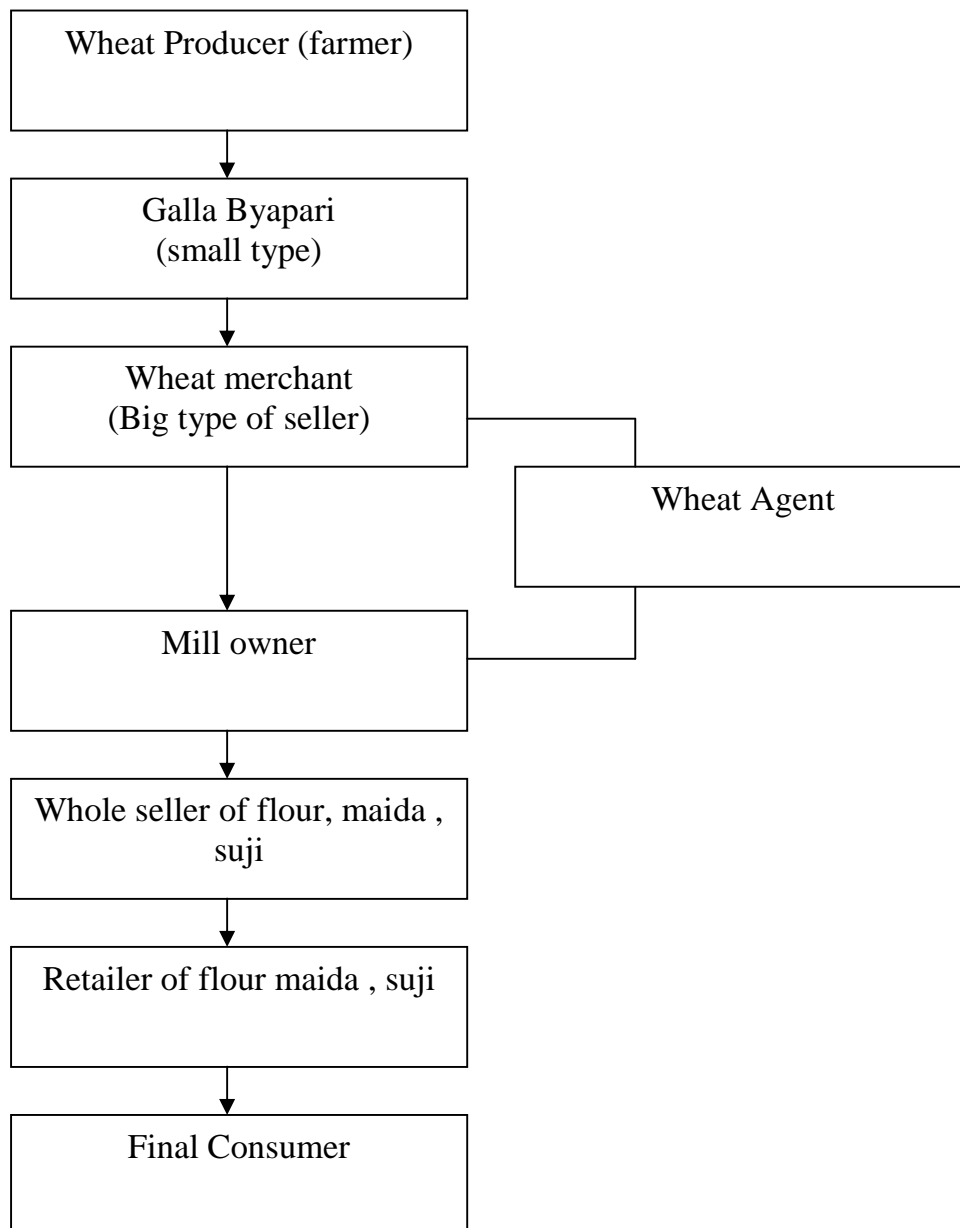 Wheat Producer (farmer)
Galla Byapari
(small type)
Wheat merchant
(Big type of seller)
Wheat Agent
Mill owner
Whole seller of flour, maida ,
suji
Retailer of flour maida , suji
Final Consumer